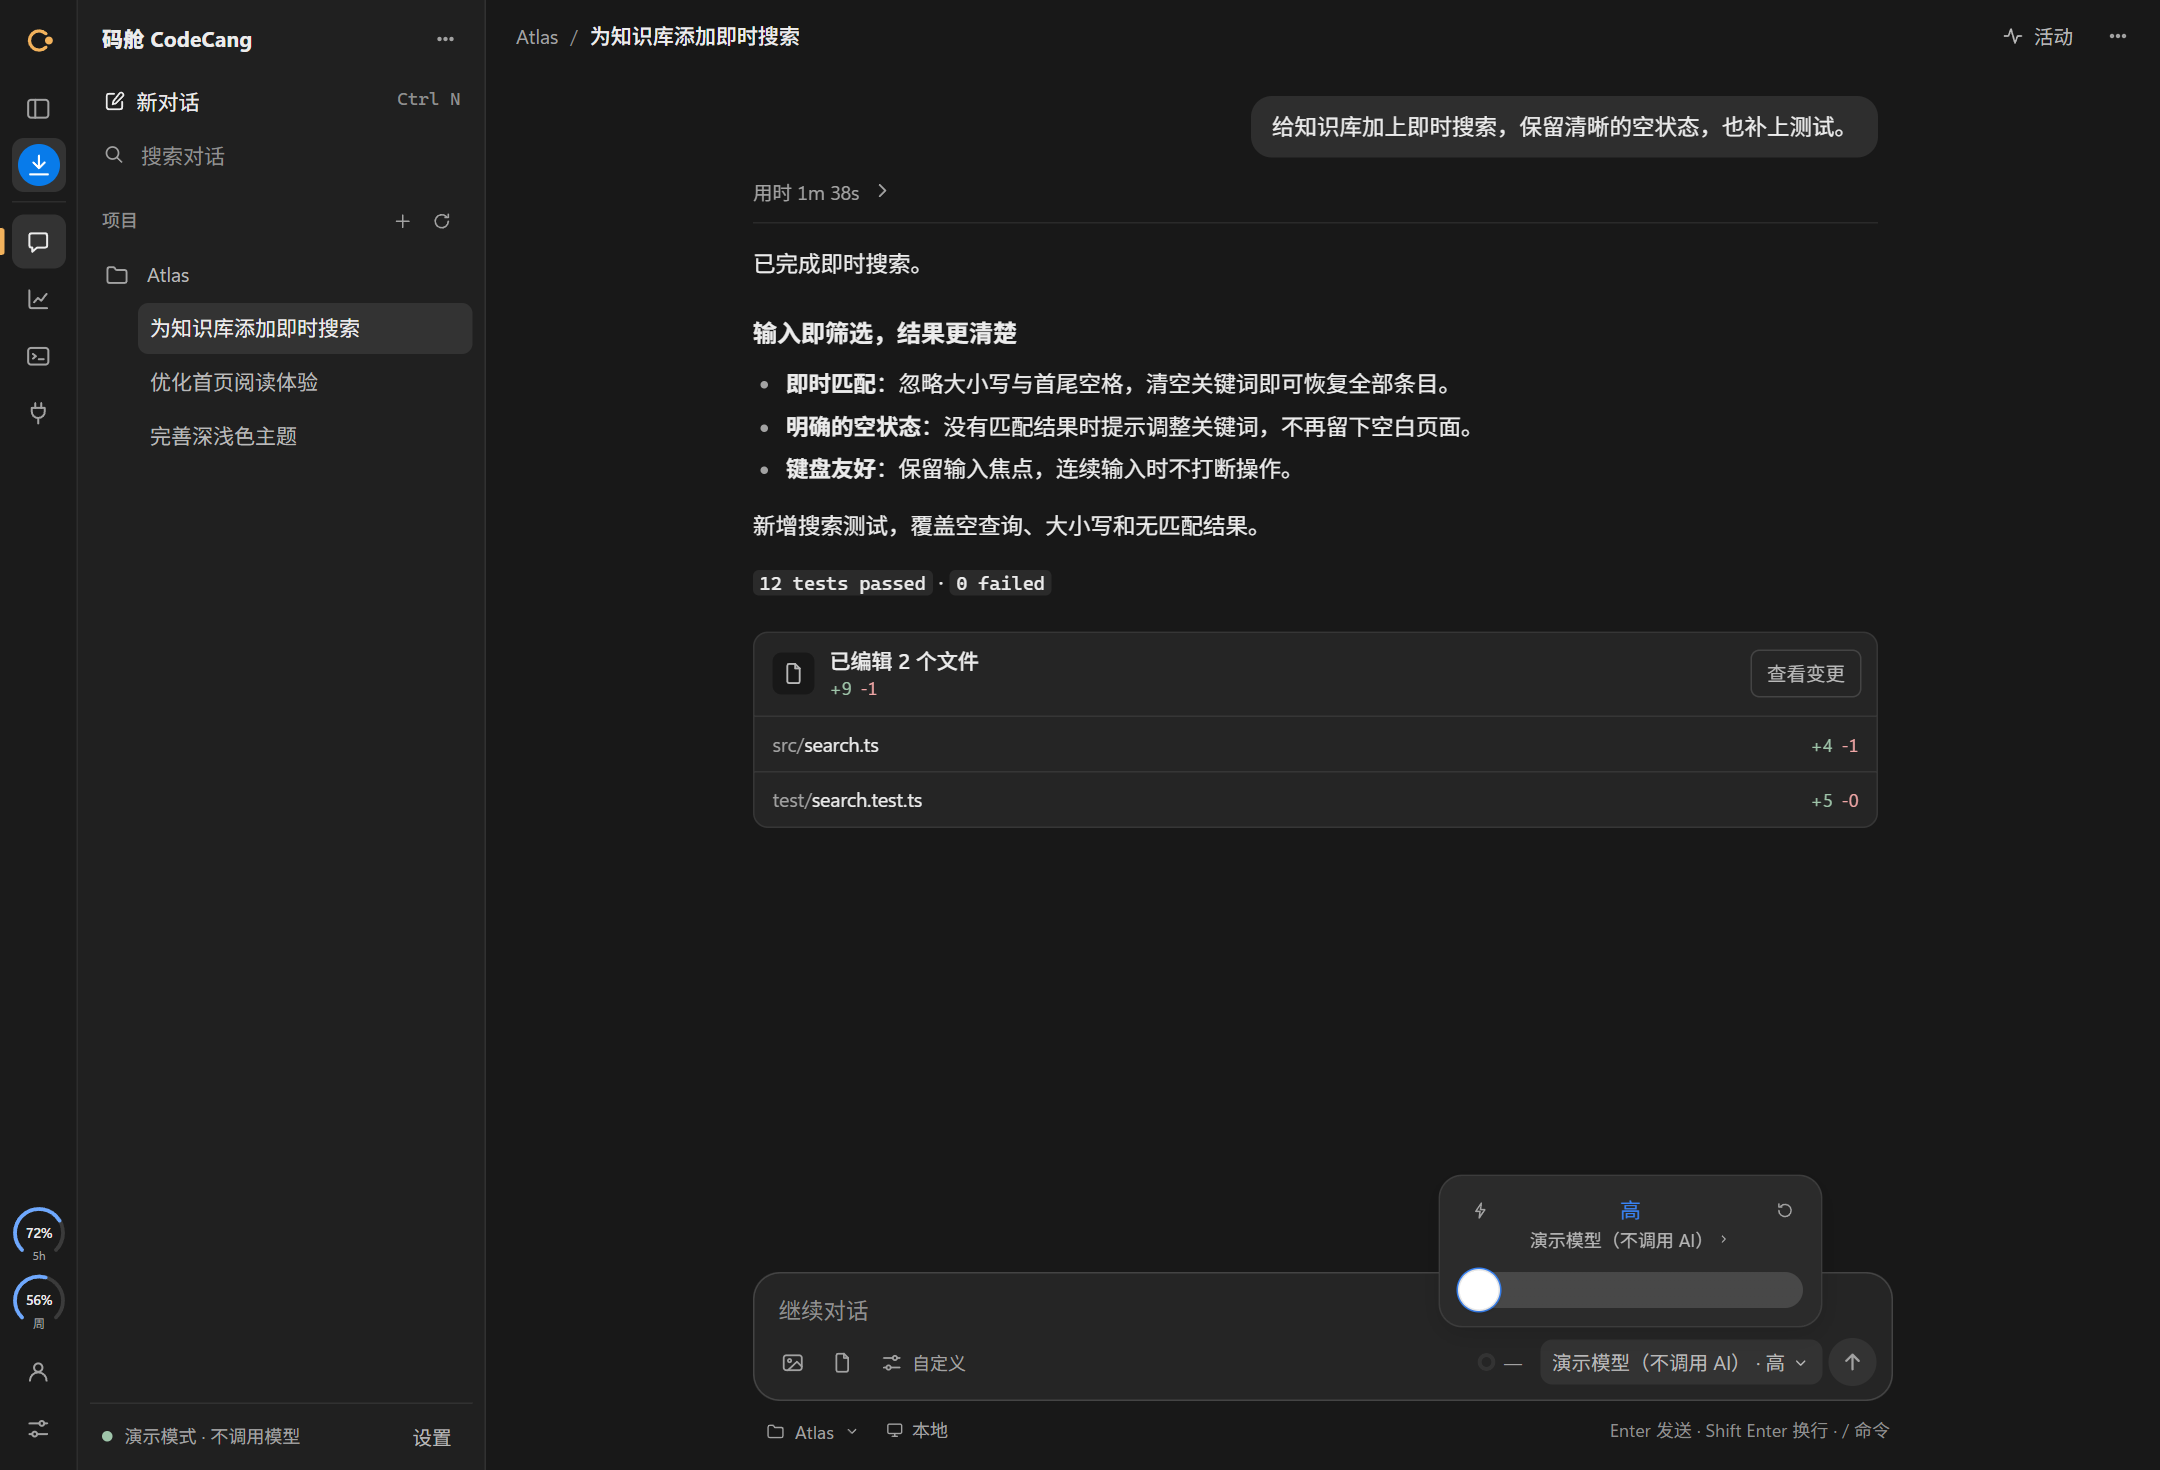 码舱 CodeCang
新对话
Ctrl N
搜索对话
项目
Atlas
为知识库添加即时搜索
优化首页阅读体验
完善深浅色主题
72%
5h
56%
周
演示模式 · 不调用模型
设置
Atlas / 为知识库添加即时搜索
活动
给知识库加上即时搜索，保留清晰的空状态，也补上测试。
用时 1m 38s
已完成即时搜索。
输入即筛选，结果更清楚
即时匹配：忽略大小写与首尾空格，清空关键词即可恢复全部条目。
明确的空状态：没有匹配结果时提示调整关键词，不再留下空白页面。
键盘友好：保留输入焦点，连续输入时不打断操作。
新增搜索测试，覆盖空查询、大小写和无匹配结果。
12 tests passed · 0 failed
已编辑 2 个文件
+9 -1
查看变更
src/search.ts
+4 -1
test/search.test.ts
+5 -0
高
演示模型（不调用 AI）
继续对话
自定义
—
演示模型（不调用 AI） · 高
Atlas
本地
Enter 发送 · Shift Enter 换行 · / 命令